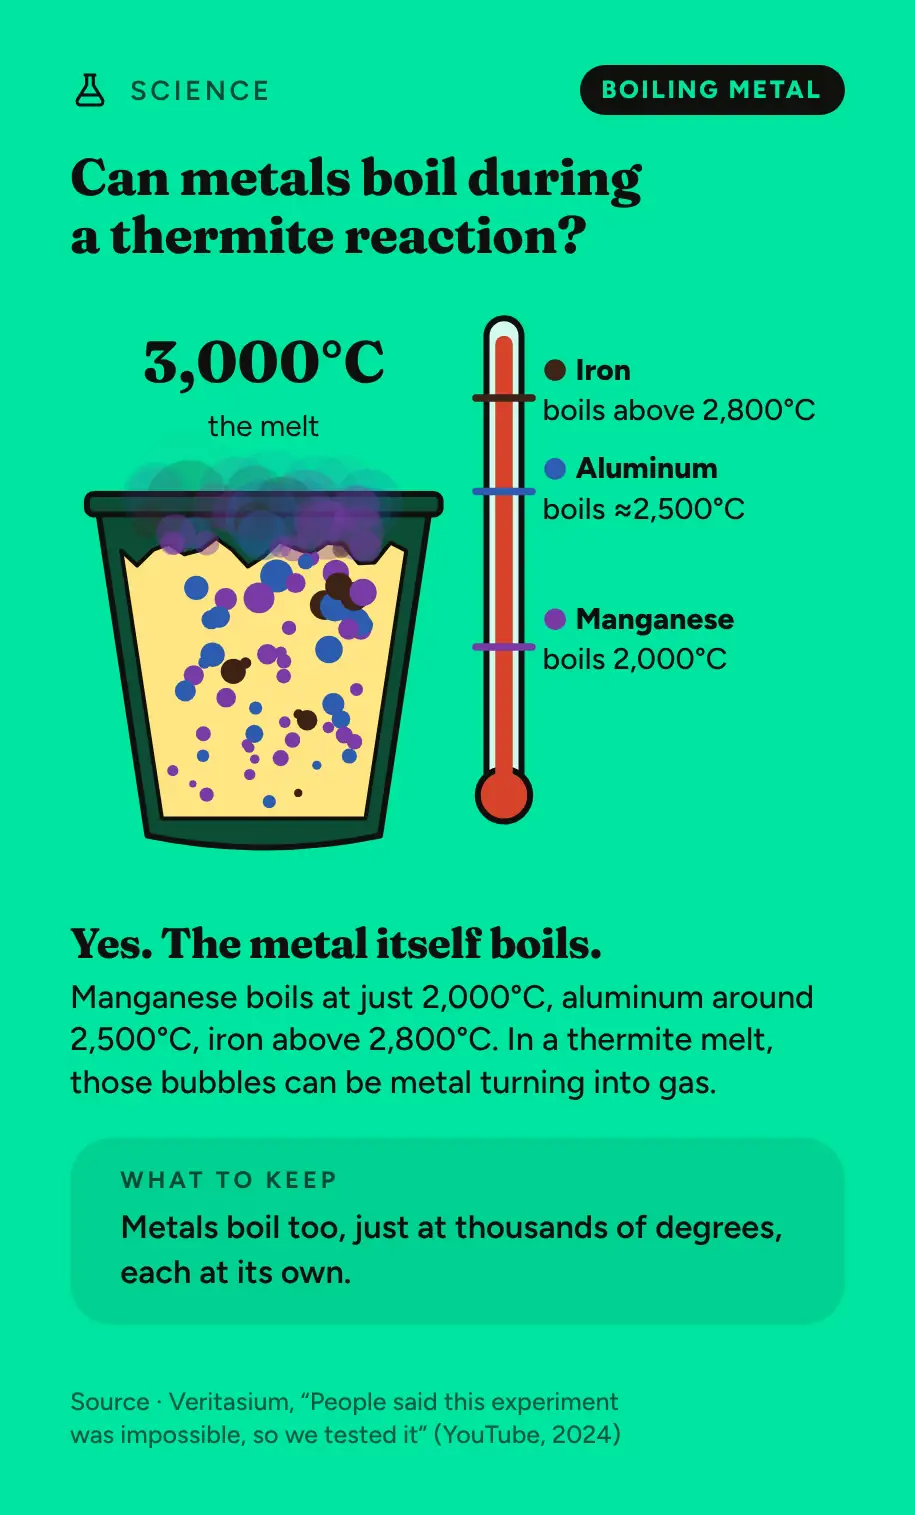 SCIENCE
BOILING METAL
Can metals boil during
a thermite reaction?
3,000°C
the melt
Iron
boils above 2,800°C
Aluminum
boils ≈2,500°C
Manganese
boils 2,000°C
Yes. The metal itself boils.
Manganese boils at just 2,000°C, aluminum around
2,500°C, iron above 2,800°C. In a thermite melt,
those bubbles can be metal turning into gas.
WHAT TO KEEP
Metals boil too, just at thousands of degrees,
each at its own.
Source · Veritasium, “People said this experiment
was impossible, so we tested it” (YouTube, 2024)